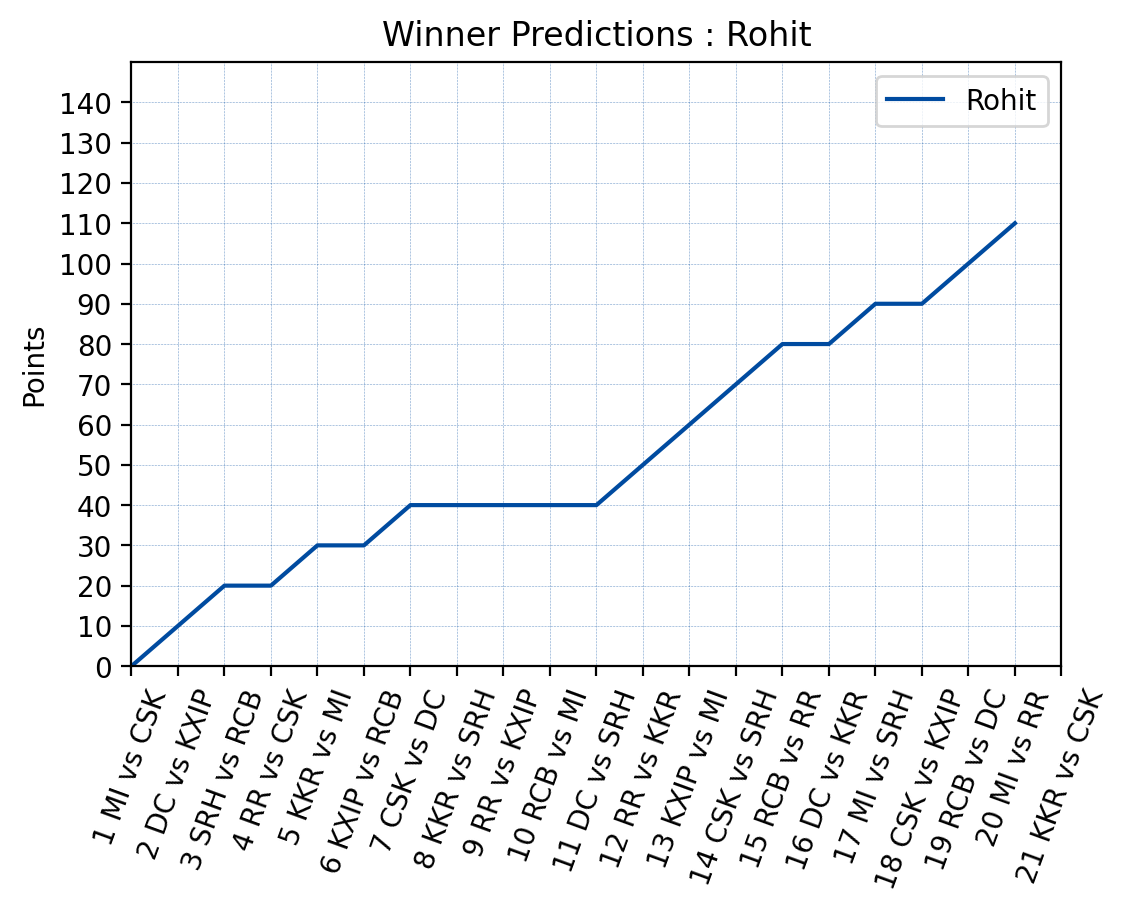 Winner Predictions : Rohit
Rohit
Points
140
130
120
110
100
90
80
70
60
50
40
30
20
10
0
1 MI vs CSK
2 DC vs KXIP
3 SRH vs RCB
4 RR vs CSK
5 KKR vs MI
6 KXIP vs RCB
7 CSK vs DC
8 KKR vs SRH
9 RR vs KXIP
10 RCB vs MI
11 DC vs SRH
12 RR vs KKR
13 KXIP vs MI
14 CSK vs SRH
15 RCB vs RR
16 DC vs KKR
17 MI vs SRH
18 CSK vs KXIP
19 RCB vs DC
20 MI vs RR
21 KKR vs CSK